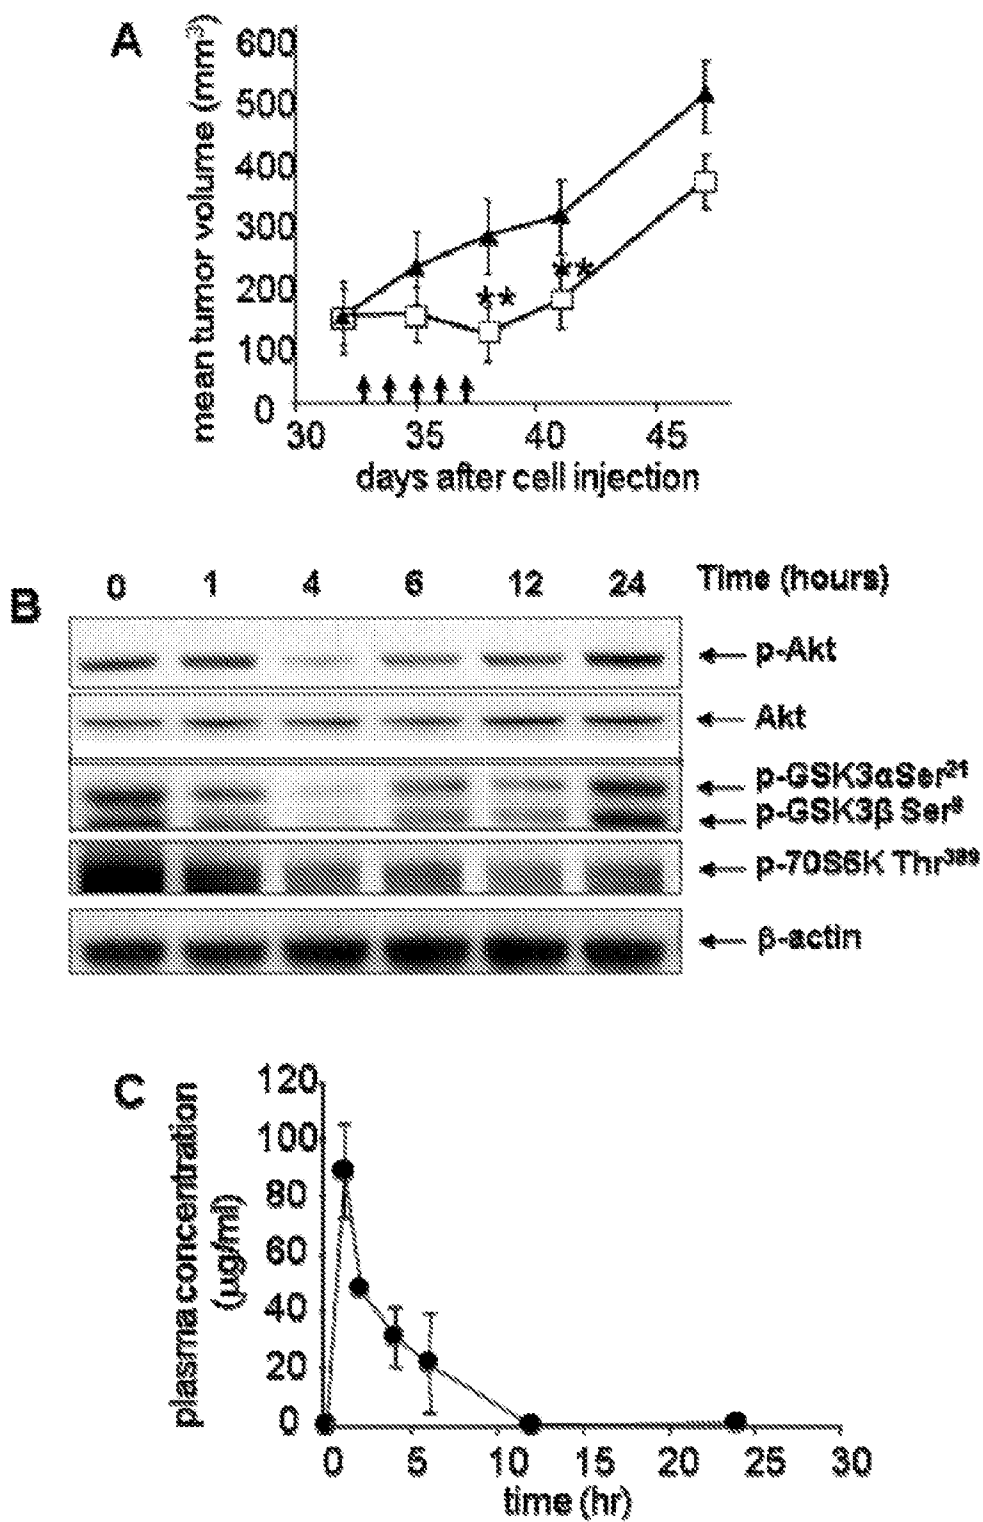 A
mean tumor volume (mm³)
600
500
400
300
200
100
0
**
**
30 35 40 45
days after cell injection
B
0 1 4 6 12 24 Time (hours)
p-Akt
Akt
p-GSK3αSer²¹
p-GSK3β Ser⁹
p-70S6K Thr³⁸⁹
β-actin
C
plasma concentration
(μg/ml)
120
100
80
60
40
20
0
0 5 10 15 20 25 30
time (hr)